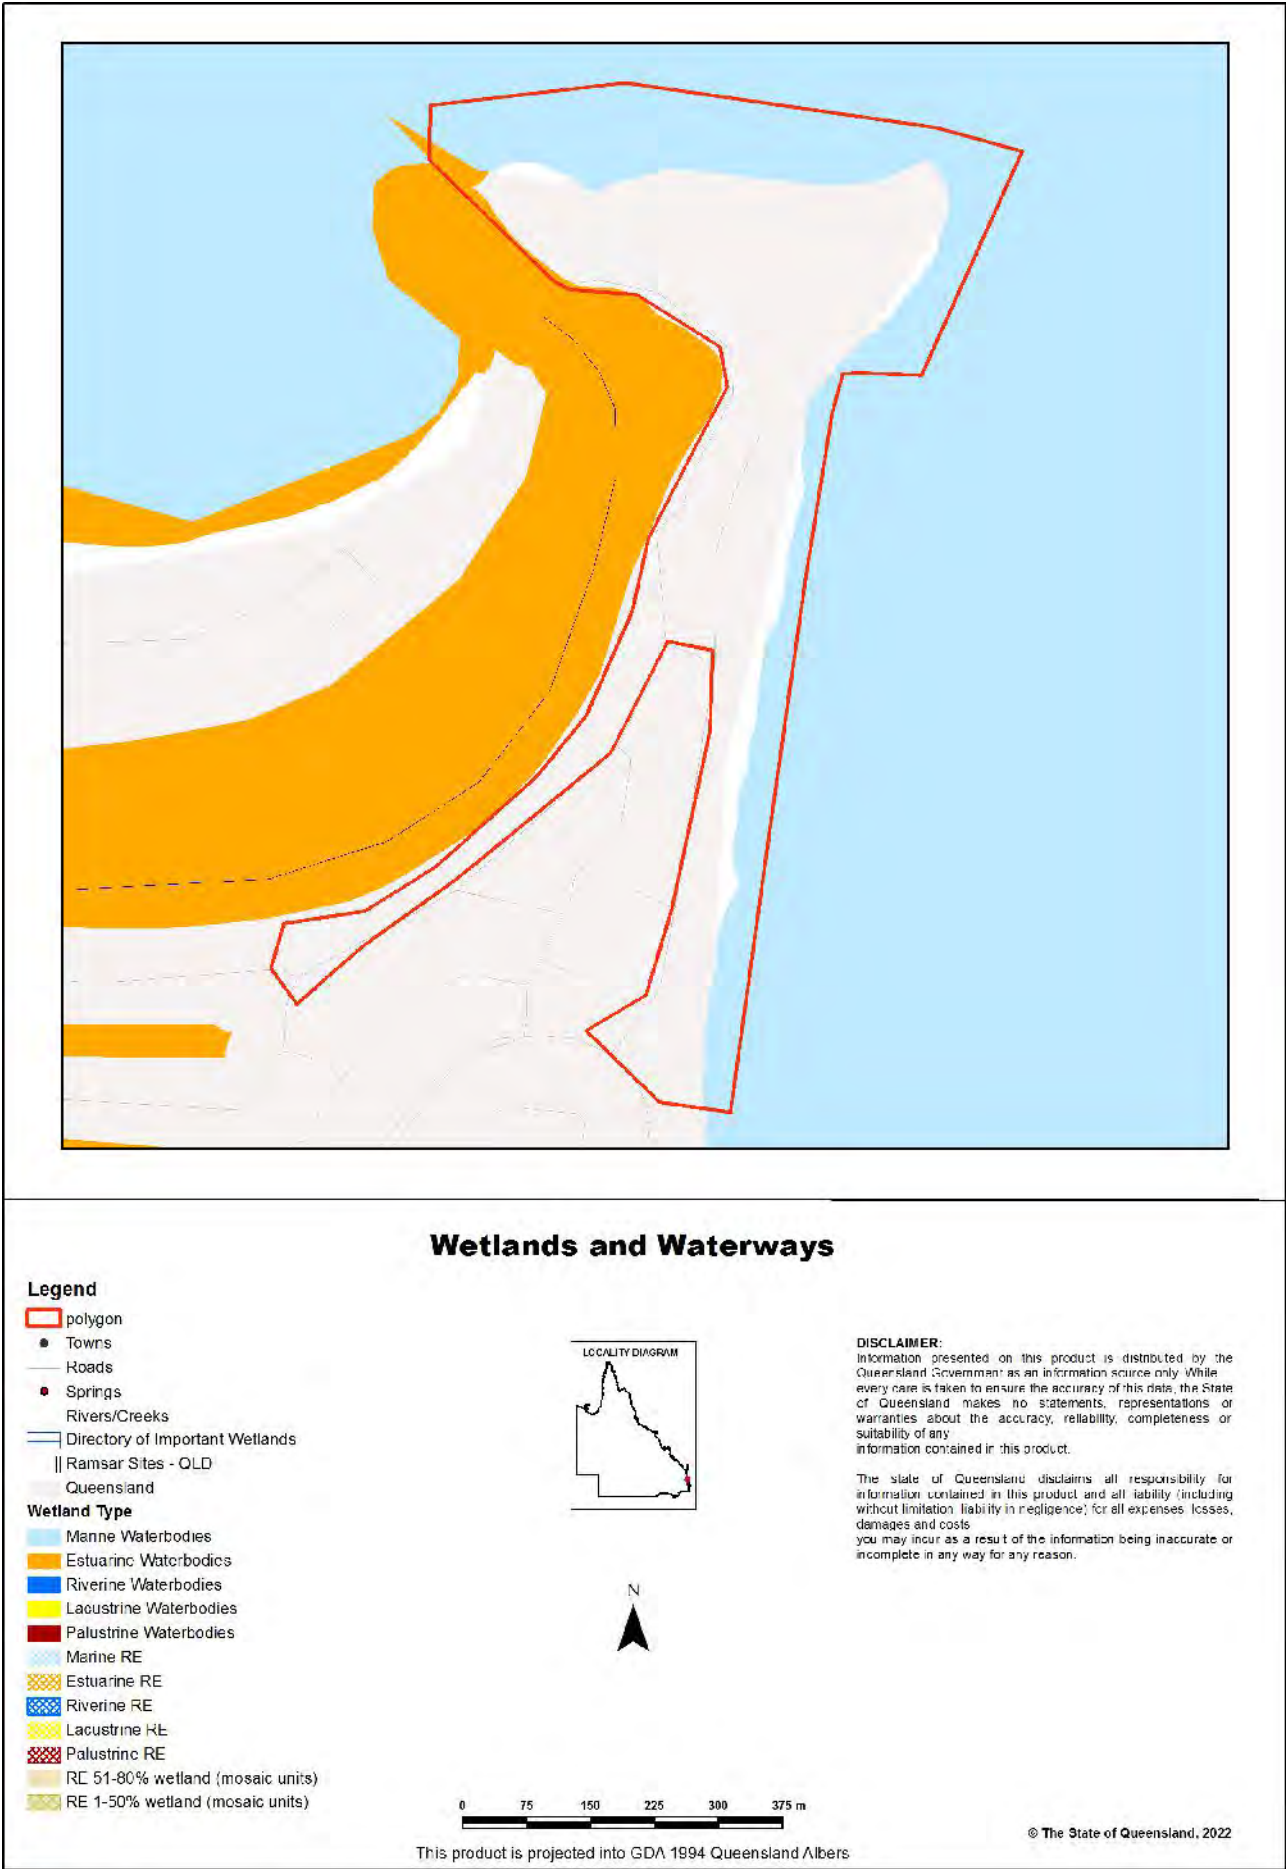 Wetlands and Waterways
Legend
polygon
Towns
Roads
Springs
Rivers/Creeks
Directory of Important Wetlands
Ramsar Sites - QLD
Queensland
Wetland Type
Marine Waterbodies
Estuarine Waterbodies
Riverine Waterbodies
Lacustrine Waterbodies
Palustrine Waterbodies
Marine RE
Estuarine RE
Riverine RE
Lacustrine RE
Palustrine RE
RE 51-80% wetland (mosaic units)
RE 1-50% wetland (mosaic units)
LOCALITY DIAGRAM
N
0 75 150 225 300 375 m
This product is projected into GDA 1994 Queensland Albers
DISCLAIMER:
Information presented on this product is distributed by the
Queensland Government as an information source only. While
every care is taken to ensure the accuracy of this data, the State
of Queensland makes no statements, representations or
warranties about the accuracy, reliability, completeness or
suitability of any
information contained in this product.
The state of Queensland disclaims all responsibility for
information contained in this product and all liability (including
without limitation, liability in negligence) for all expenses, losses,
damages and costs
you may incur as a result of the information being inaccurate or
incomplete in any way for any reason.
© The State of Queensland, 2022